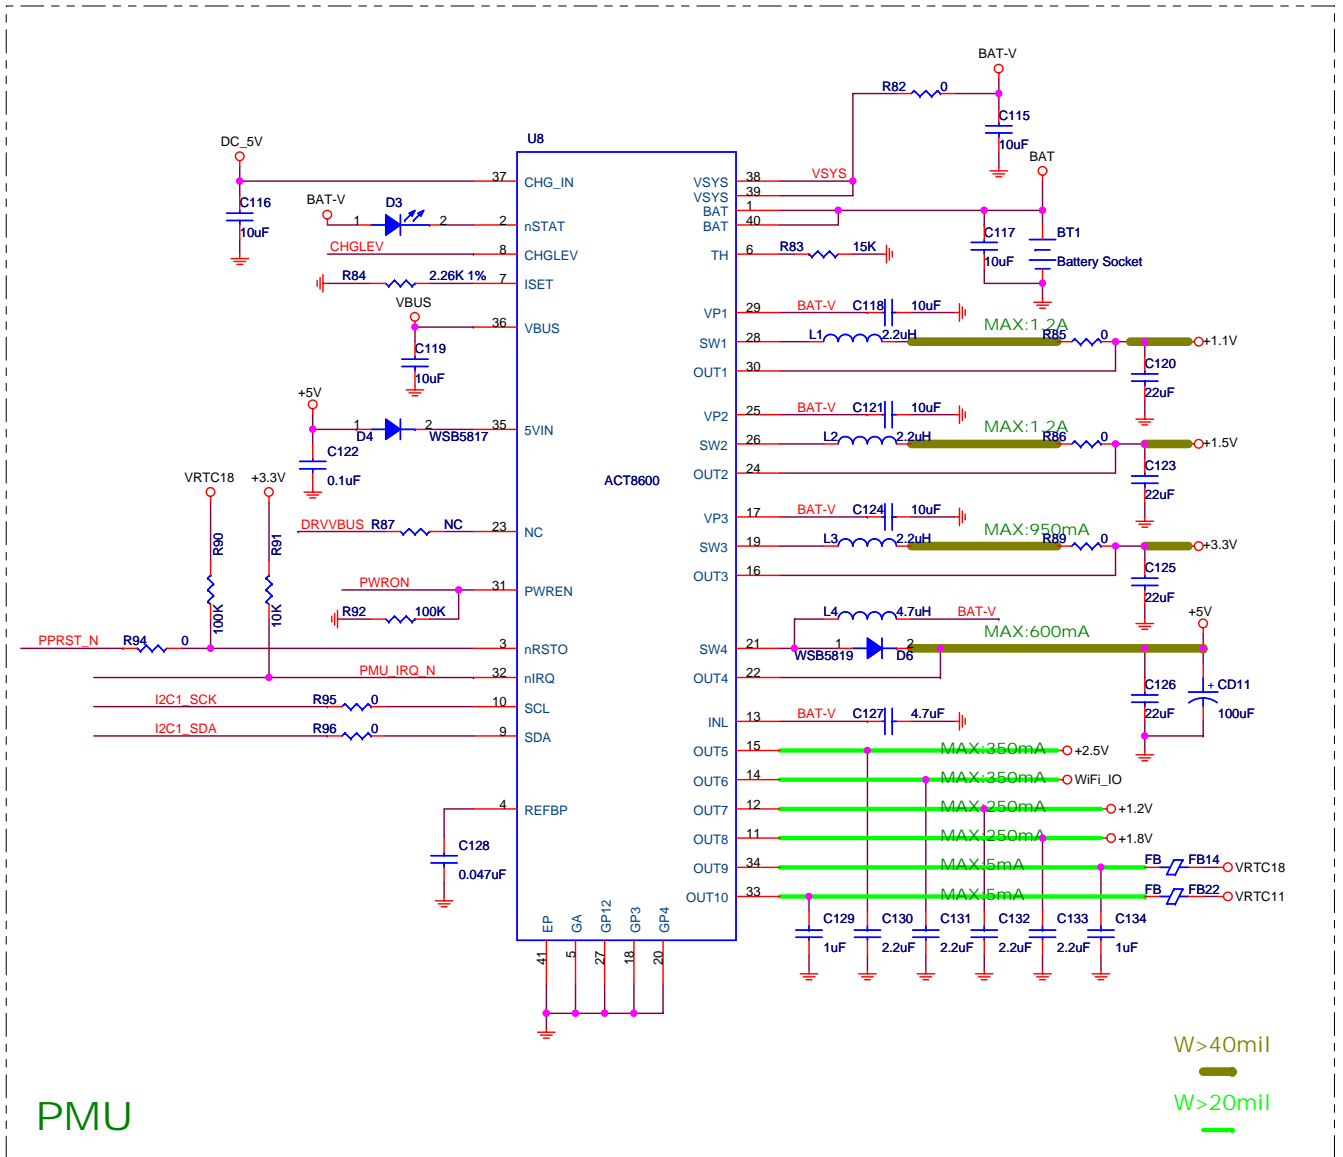 BAT-V
R82 0
C115
10uF
U8
DC_5V
BAT
37 CHG_IN
VSYS 38 VSYS
VSYS 39
BAT 1
BAT 40
C116
10uF
BAT-V
D3
1 2 2 nSTAT
C117
10uF
BT1
Battery Socket
CHGLEV 8 CHGLEV
TH 6 R83 15K
R84 2.26K 1% 7 ISET
VBUS
36 VBUS
C119
10uF
VP1 29 BAT-V C118 10uF
MAX:1.2A
SW1 28 L1 2.2uH R85 0 +1.1V
OUT1 30
C120
22uF
+5V
1 2 35 5VIN
D4 WSB5817
C122
0.1uF
VP2 25 BAT-V C121 10uF
MAX:1.2A
SW2 26 L2 2.2uH R86 0 +1.5V
OUT2 24
C123
22uF
ACT8600
VRTC18 +3.3V
VP3 17 BAT-V C124 10uF
MAX:950mA
SW3 19 L3 2.2uH R89 0 +3.3V
OUT3 16
C125
22uF
DRVVBUS R87 NC 23 NC
R90
100K
R91
10K
PWRON 31 PWREN
R92 100K
PPRST_N R94 0 3 nRSTO
PMU_IRQ_N 32 nIRQ
I2C1_SCK R95 0 10 SCL
I2C1_SDA R96 0 9 SDA
L4 4.7uH BAT-V
+5V
MAX:600mA
SW4 21 1 2
WSB5819 D6
OUT4 22
C126
22uF
+ CD11
100uF
INL 13 BAT-V C127 4.7uF
OUT5 15 MAX:350mA +2.5V
OUT6 14 MAX:350mA WiFi_IO
OUT7 12 MAX:250mA +1.2V
OUT8 11 MAX:250mA +1.8V
OUT9 34 MAX:5mA FB FB14 VRTC18
OUT10 33 MAX:5mA FB FB22 VRTC11
4 REFBP
C128
0.047uF
C129 C130 C131 C132 C133 C134
1uF 2.2uF 2.2uF 2.2uF 2.2uF 1uF
EP GA GP12 GP3 GP4
41 5 27 18 20
W>40mil
W>20mil
PMU